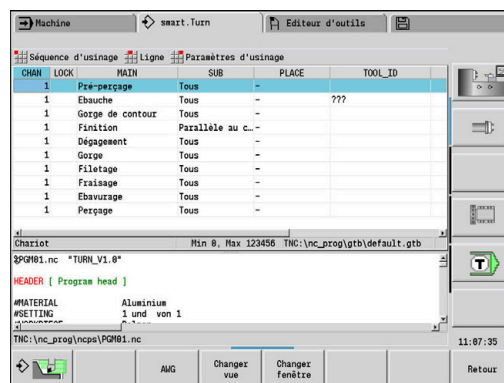 Machine smart.Turn Editeur d'outils
Séquence d'usinage Ligne Paramètres d'usinage
CHAN LOCK MAIN SUB PLACE TOOL_ID
1 Pré-perçage Tous -
1 Ebauche Tous - ???
1 Gorge de contour Tous -
1 Finition Parallèle au c… -
1 Dégagement Tous -
1 Gorge Tous -
1 Filetage Tous -
1 Fraisage Tous -
1 Ebavurage Tous -
1 Perçage Tous -
Chariot Min 0, Max 123456 TNC:\nc_prog\gtb\default.gtb
%PGM01.nc "TURN_V1.0"
HEADER [ Program head ]
#MATERIAL Aluminium
#SETTING 1 und von 1
TNC:\nc_prog\ncps\PGM01.nc
T
11:07:35
AWG Changer vue Changer fenêtre Retour